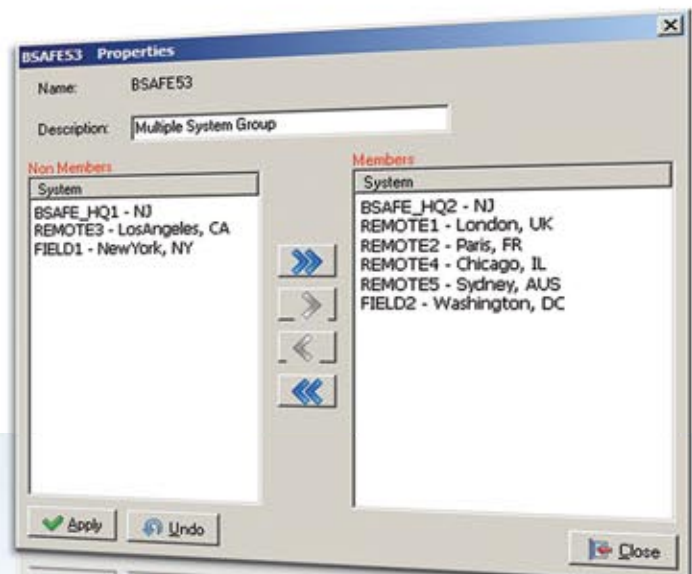 BSAFE53 Properties
Name: BSAFE53
Description: Multiple System Group
Non Members
System
BSAFE_HQ1 - NJ
REMOTE3 - LosAngeles, CA
FIELD1 - NewYork, NY
Members
System
BSAFE_HQ2 - NJ
REMOTE1 - London, UK
REMOTE2 - Paris, FR
REMOTE4 - Chicago, IL
REMOTE5 - Sydney, AUS
FIELD2 - Washington, DC
Apply
Undo
Close